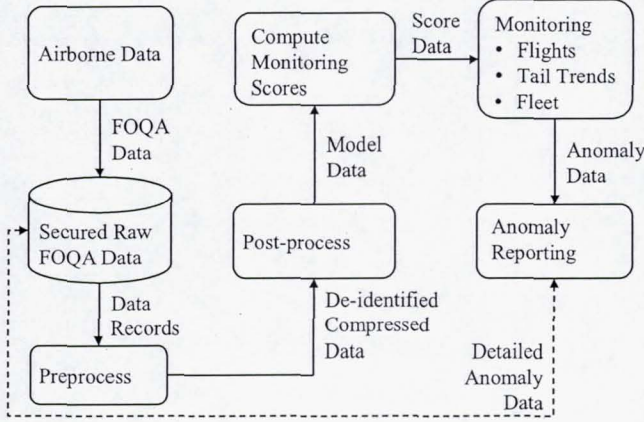 Airborne Data
FOQA
Data
Secured Raw
FOQA Data
Data
Records
Preprocess
De-identified
Compressed
Data
Post-process
Model
Data
Compute
Monitoring
Scores
Score
Data
Monitoring
• Flights
• Tail Trends
• Fleet
Anomaly
Data
Anomaly
Reporting
Detailed
Anomaly
Data